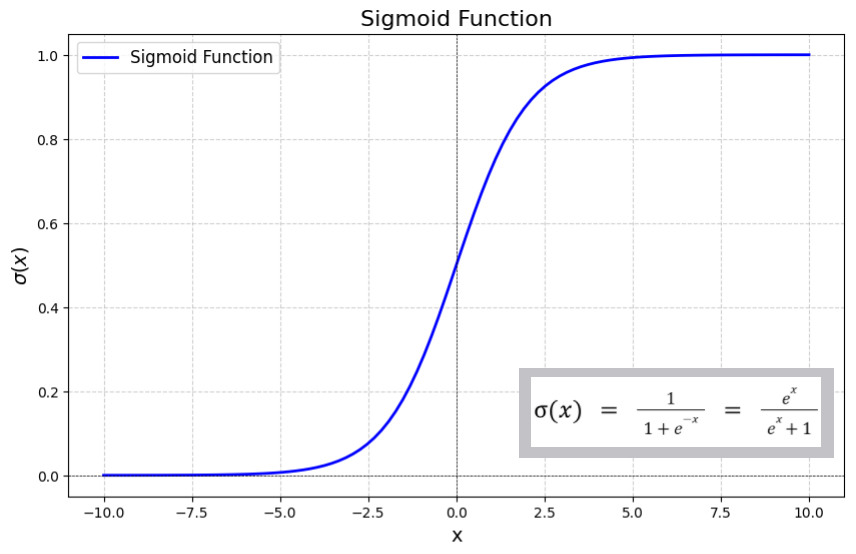 Sigmoid Function
Sigmoid Function
1.0
0.8
0.6
0.4
0.2
0.0
σ(x)
σ(x) = 1/(1 + e^{-x}) = e^x/(e^x + 1)
−10.0 −7.5 −5.0 −2.5 0.0 2.5 5.0 7.5 10.0
x